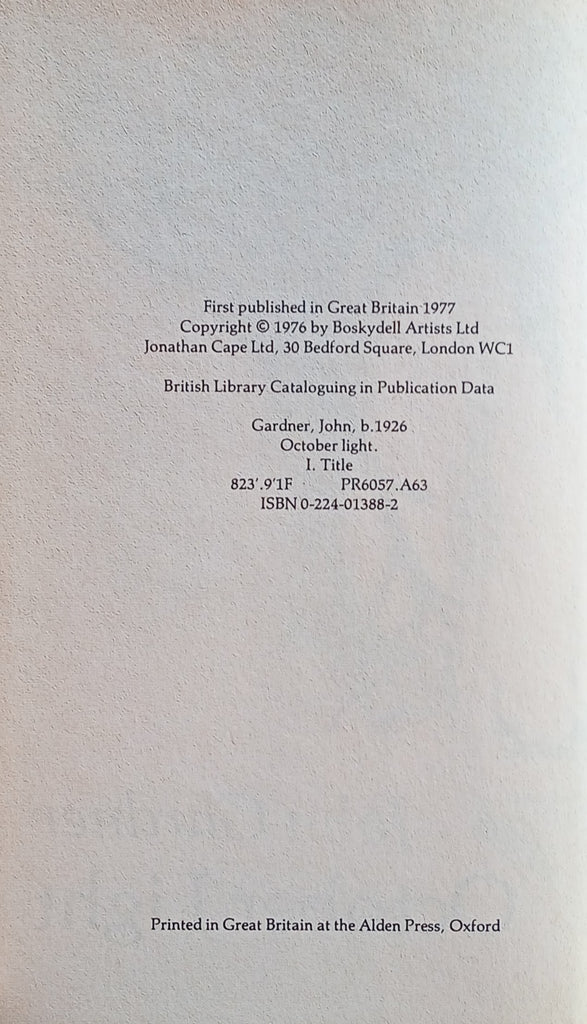 First published in Great Britain 1977
Copyright © 1976 by Boskydell Artists Ltd
Jonathan Cape Ltd, 30 Bedford Square, London WC1
British Library Cataloguing in Publication Data
Gardner, John, b.1926
October light.
I. Title
823'.9'1F PR6057.A63
ISBN 0-224-01388-2
Printed in Great Britain at the Alden Press, Oxford